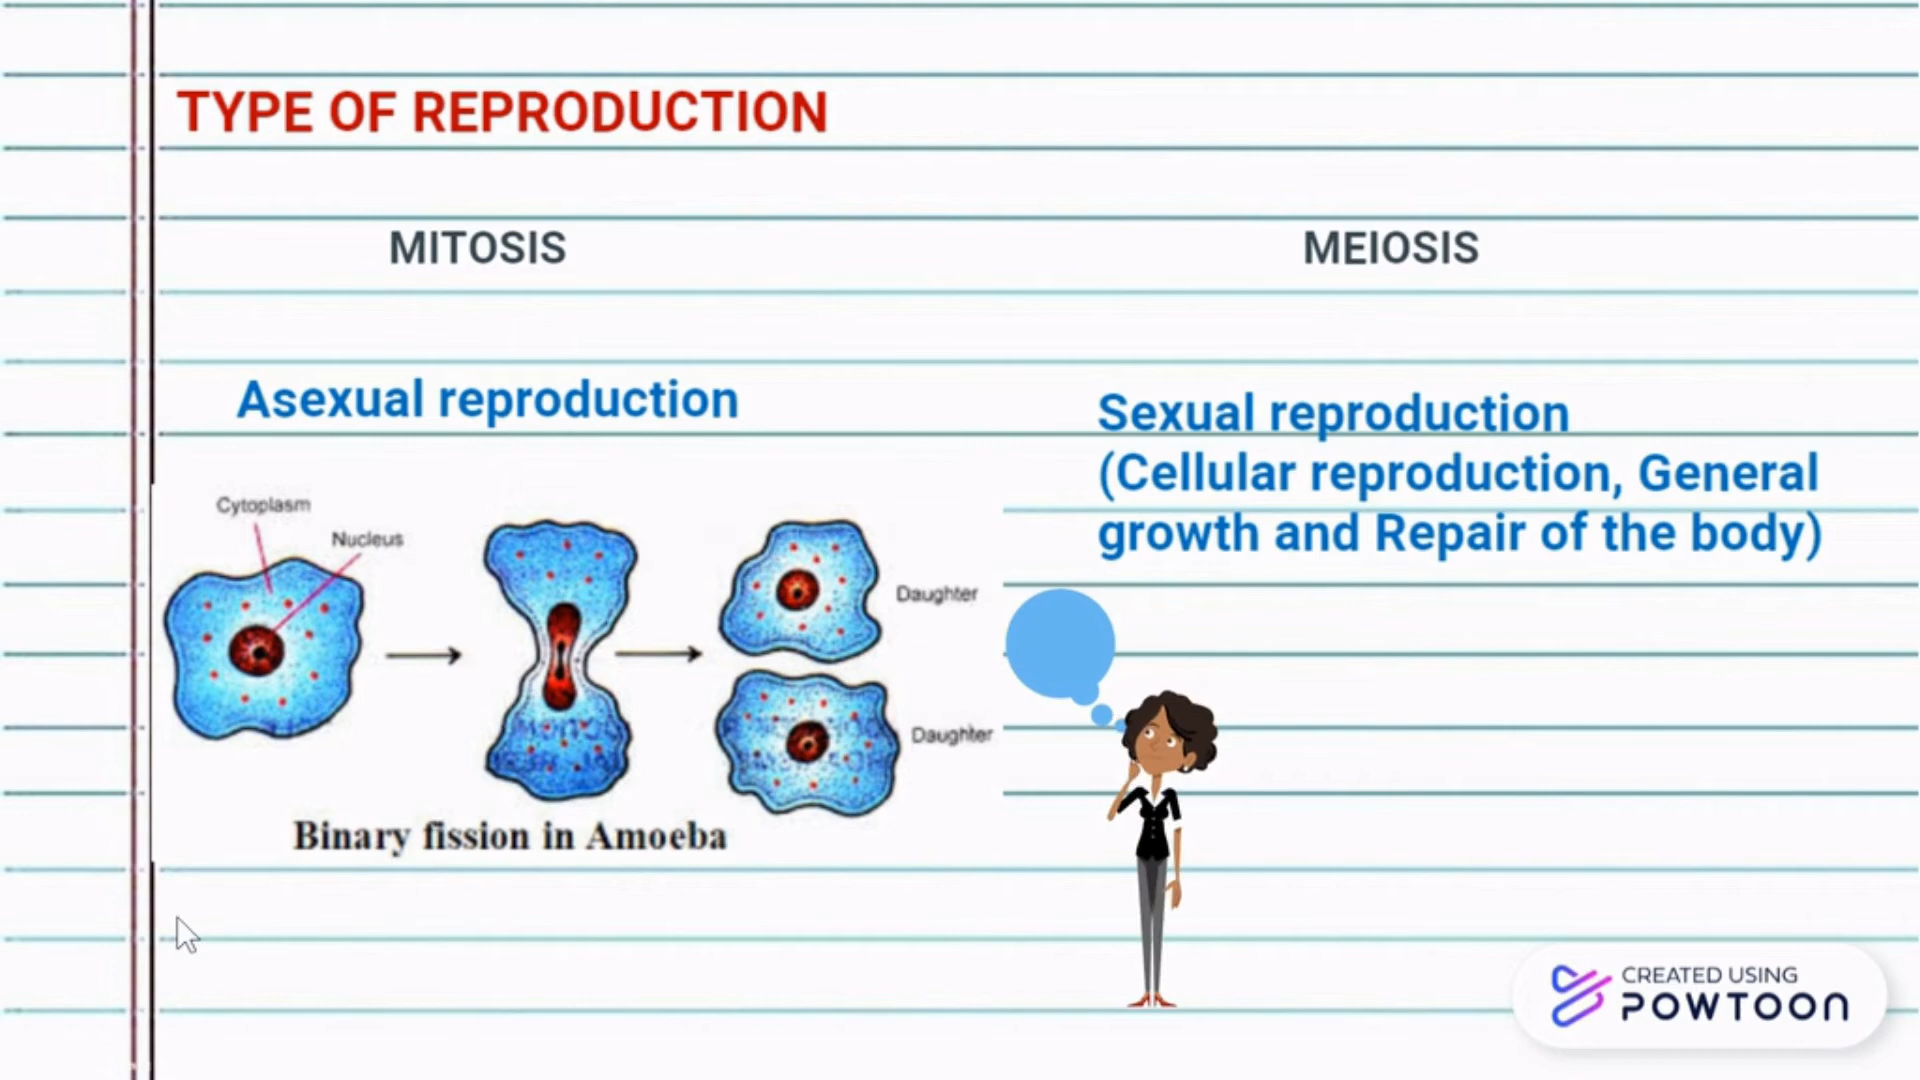 TYPE OF REPRODUCTION
MITOSIS
MEIOSIS
Asexual reproduction
Sexual reproduction
(Cellular reproduction, General
growth and Repair of the body)
Cytoplasm
Nucleus
Daughter
Daughter
Binary fission in Amoeba
CREATED USING
POWTOON